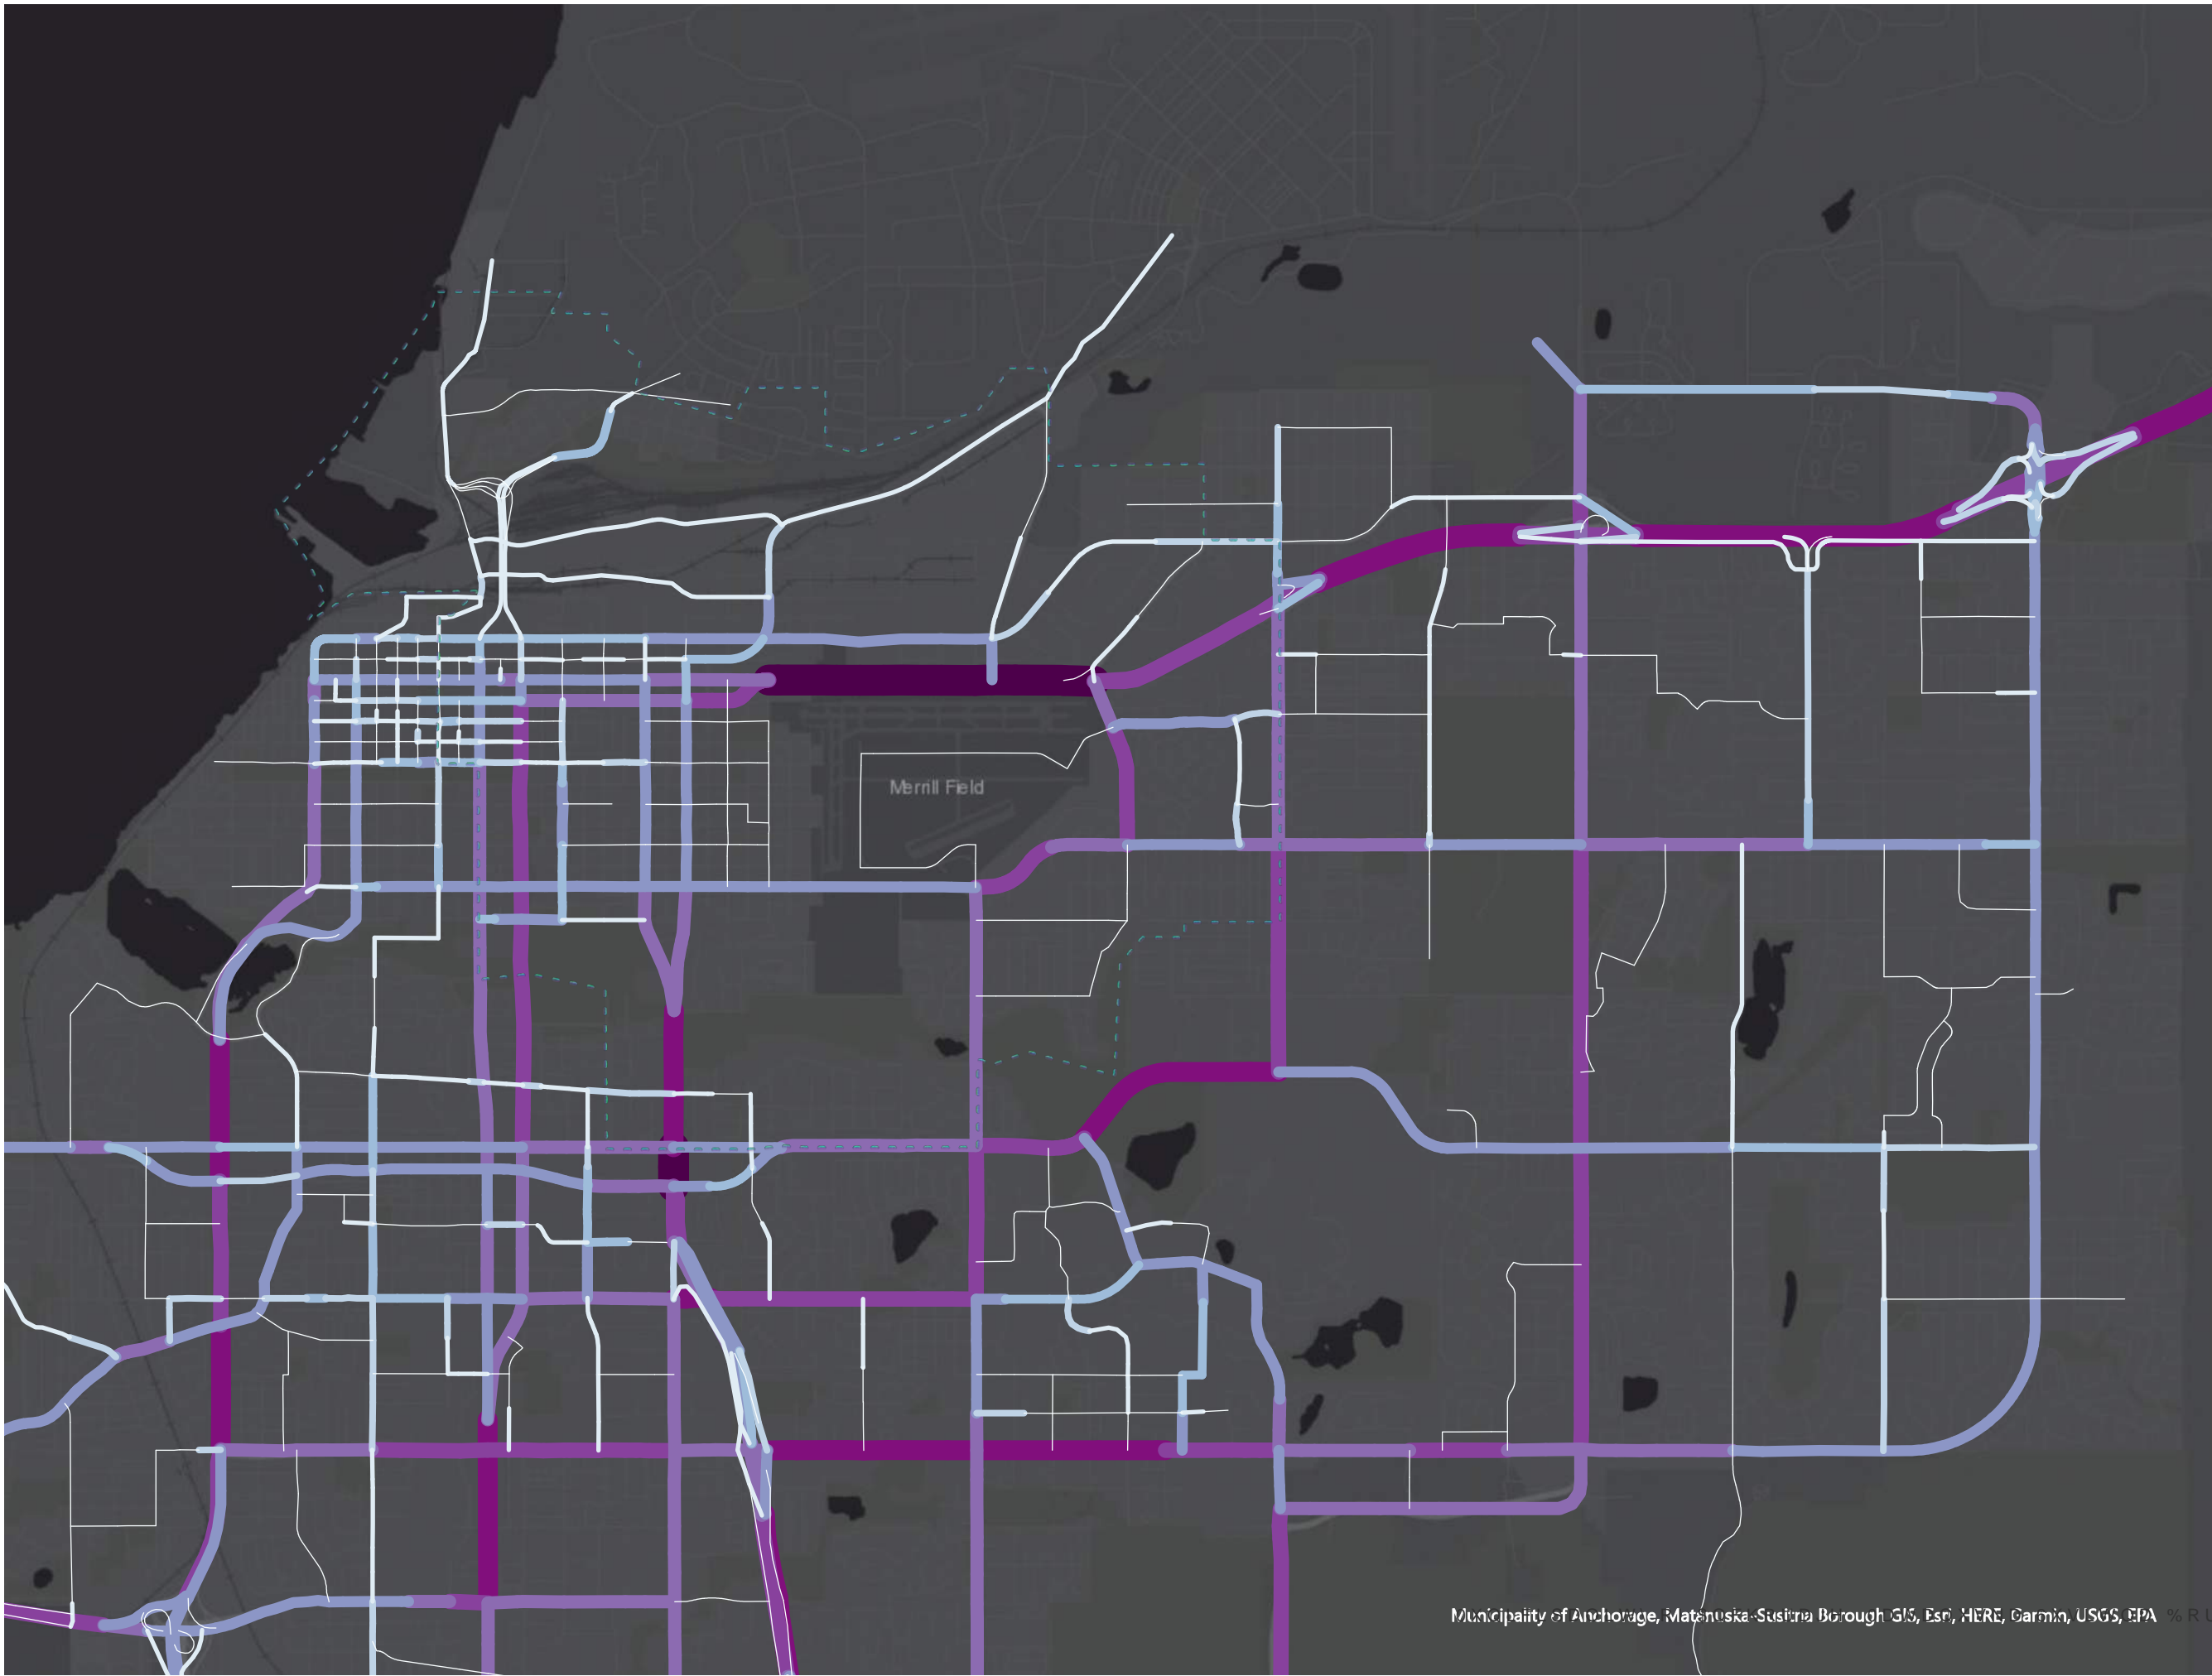 Merrill Field
Municipality of Anchorage, Matanuska-Susitna Borough GIS, Esri, HERE, Garmin, USGS, EPA